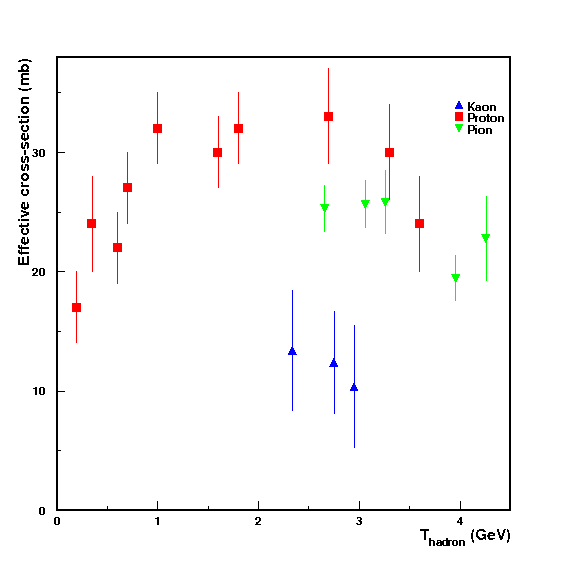 Effective cross-section (mb)
Kaon
Proton
Pion
30
20
10
0
0 1 2 3 4
T_hadron (GeV)